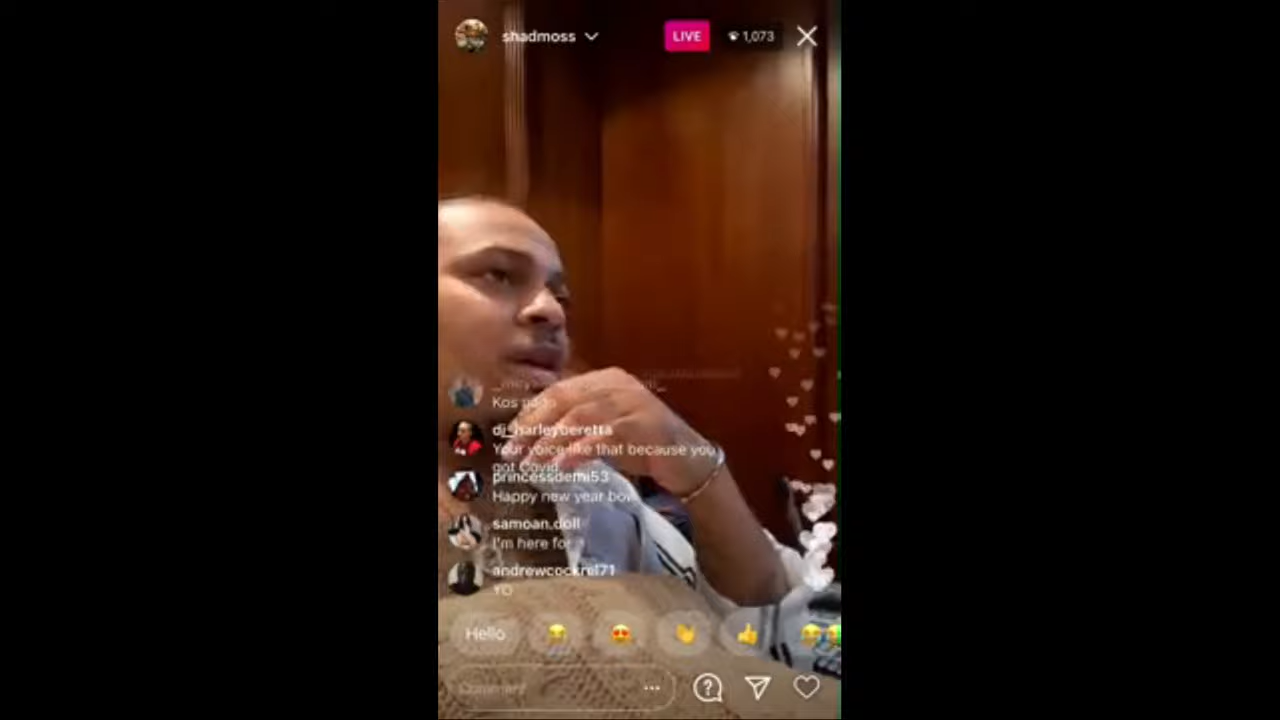 shadmoss
LIVE
1,073
Kos
dj_harleyberetta
Your voice like that because you
got Covid
princessdemi53
Happy new year bow
samoan.doll
I'm here for
andrewcockrel71
YO
Hello
Comment